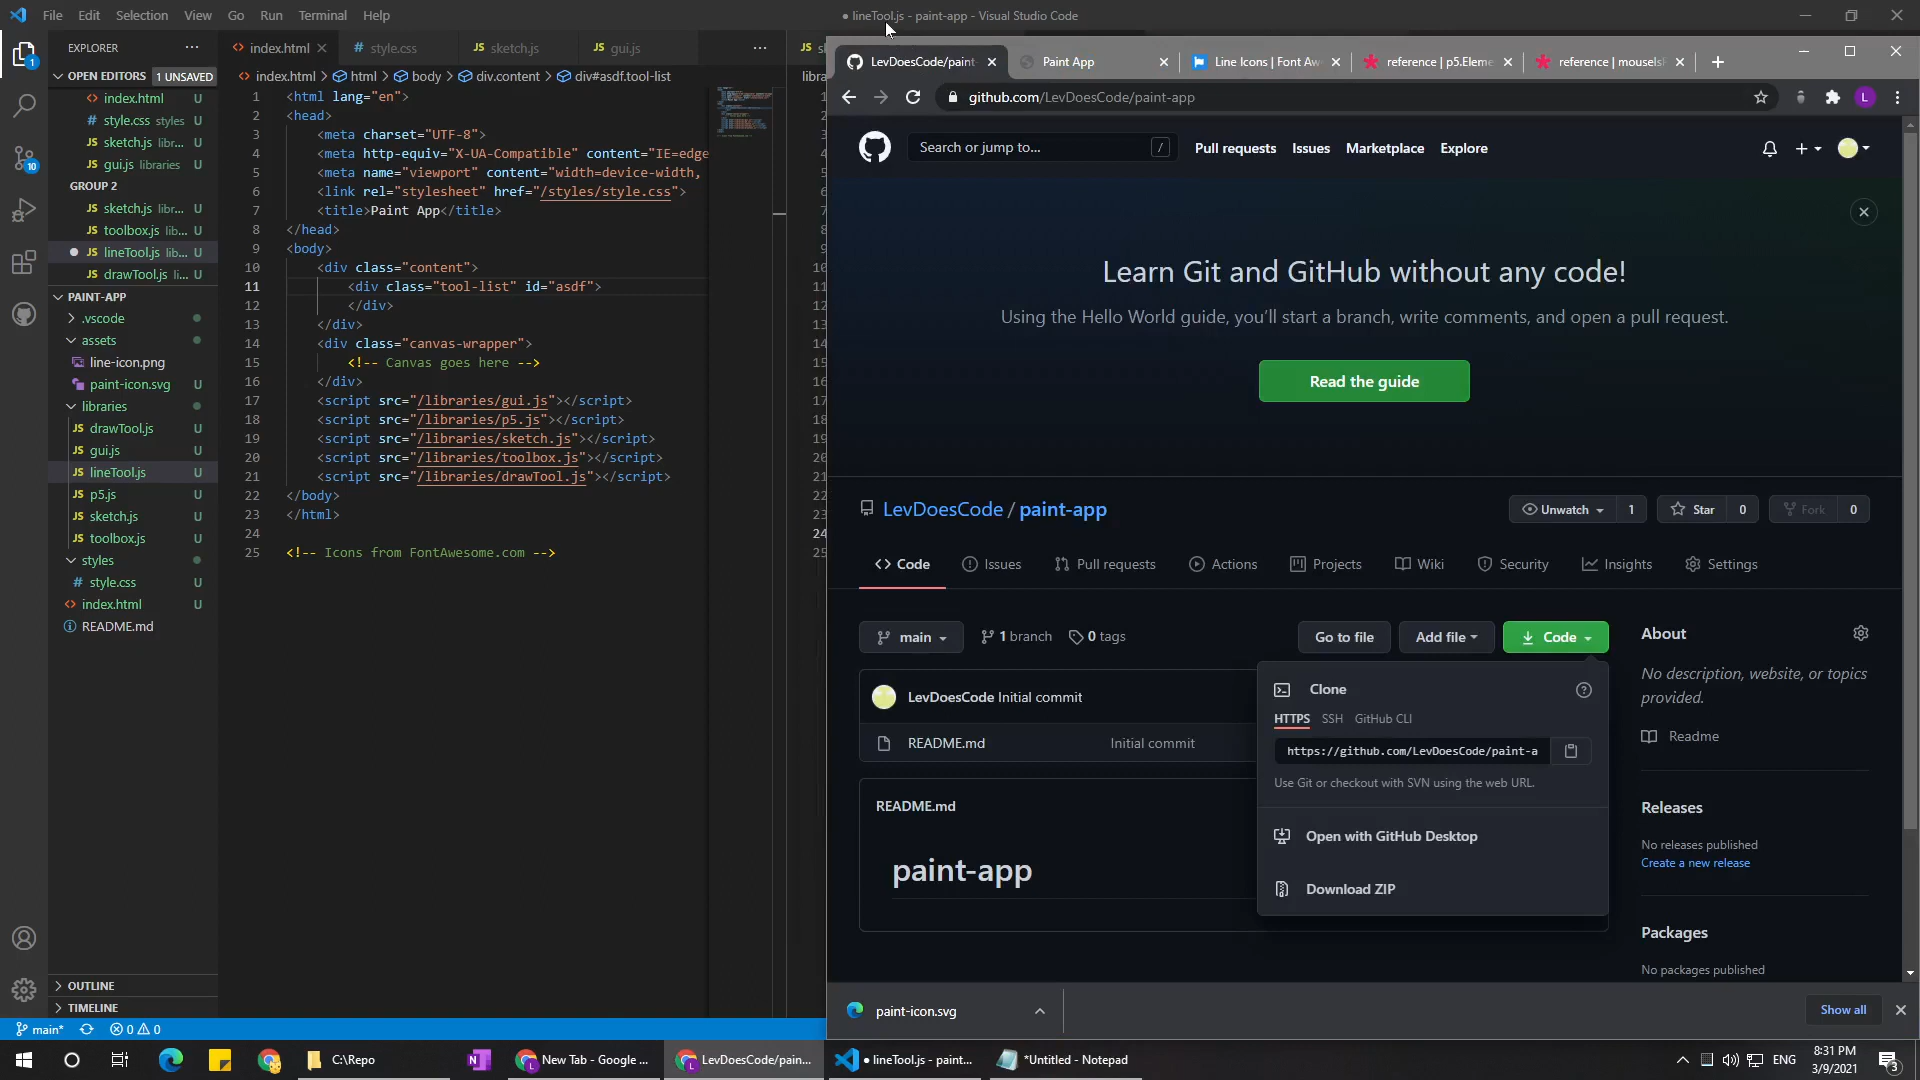 File Edit Selection View Go Run Terminal Help
● lineTool.js - paint-app - Visual Studio Code
EXPLORER
OPEN EDITORS 1 UNSAVED
index.html U
style.css styles U
sketch.js libr... U
gui.js libraries U
GROUP 2
sketch.js libr... U
toolbox.js lib... U
lineTool.js lib... U
drawTool.js li... U
PAINT-APP
.vscode
assets
line-icon.png
paint-icon.svg U
libraries
drawTool.js U
gui.js U
lineTool.js U
p5.js U
sketch.js U
toolbox.js U
styles
style.css U
index.html U
README.md
OUTLINE
TIMELINE
index.html style.css sketch.js gui.js
index.html > html > body > div.content > div#asdf.tool-list
1 <html lang="en">
2 <head>
3 <meta charset="UTF-8">
4 <meta http-equiv="X-UA-Compatible" content="IE=edge
5 <meta name="viewport" content="width=device-width,
6 <link rel="stylesheet" href="/styles/style.css">
7 <title>Paint App</title>
8 </head>
9 <body>
10 <div class="content">
11 <div class="tool-list" id="asdf">
12 </div>
13 </div>
14 <div class="canvas-wrapper">
15 <!-- Canvas goes here -->
16 </div>
17 <script src="/libraries/gui.js"></script>
18 <script src="/libraries/p5.js"></script>
19 <script src="/libraries/sketch.js"></script>
20 <script src="/libraries/toolbox.js"></script>
21 <script src="/libraries/drawTool.js"></script>
22 </body>
23 </html>
24
25 <!-- Icons from FontAwesome.com -->
LevDoesCode/paint- Paint App Line Icons | Font Aw reference | p5.Eleme reference | mouseIsP
github.com/LevDoesCode/paint-app
Search or jump to... / Pull requests Issues Marketplace Explore
Learn Git and GitHub without any code!
Using the Hello World guide, you’ll start a branch, write comments, and open a pull request.
Read the guide
LevDoesCode / paint-app
Unwatch 1 Star 0 Fork 0
Code Issues Pull requests Actions Projects Wiki Security Insights Settings
main 1 branch 0 tags Go to file Add file Code
LevDoesCode Initial commit
README.md Initial commit
README.md
paint-app
Clone
HTTPS SSH GitHub CLI
https://github.com/LevDoesCode/paint-a
Use Git or checkout with SVN using the web URL.
Open with GitHub Desktop
Download ZIP
About
No description, website, or topics
provided.
Readme
Releases
No releases published
Create a new release
Packages
No packages published
paint-icon.svg Show all
main* 0 0
C:\Repo New Tab - Google ... LevDoesCode/pain... ● lineTool.js - paint... *Untitled - Notepad
ENG
8:31 PM
3/9/2021
3